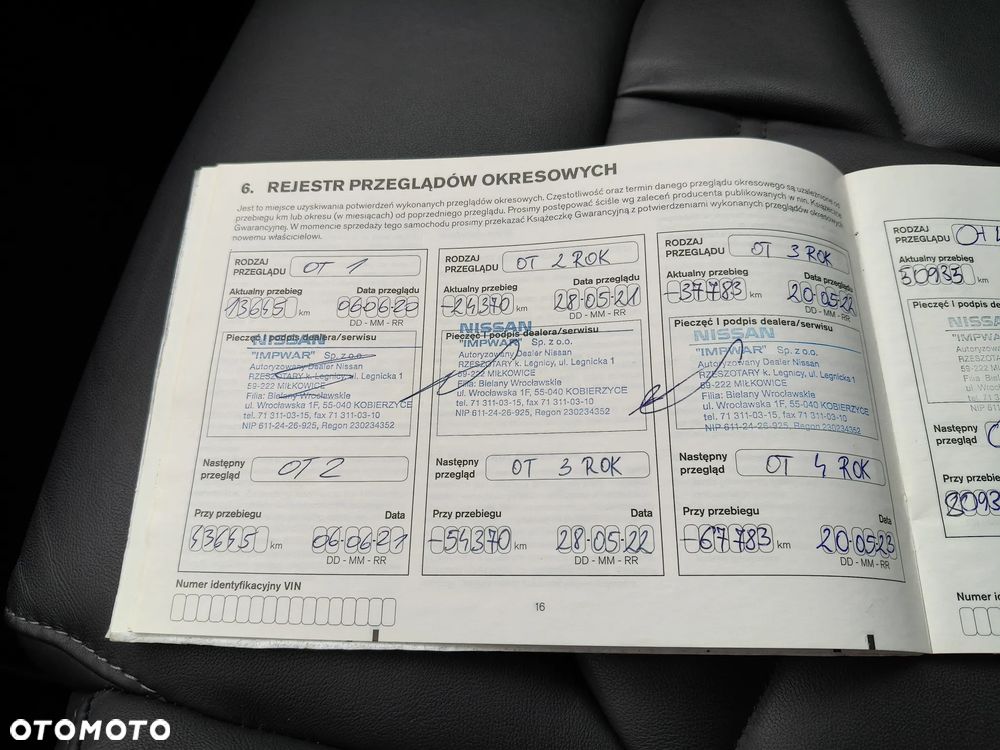 6. REJESTR PRZEGLĄDÓW OKRESOWYCH
Jest to miejsce uzyskiwania potwierdzeń wykonanych przeglądów okresowych. Częstotliwość oraz termin danego przeglądu okresowego są uzależnione od
przebiegu km lub okresu (w miesiącach) od poprzedniego przeglądu. Prosimy postępować ściśle wg zaleceń producenta publikowanych w nin. Książeczce
Gwarancyjnej. W momencie sprzedaży tego samochodu prosimy przekazać Książeczkę Gwarancyjną z potwierdzeniami wykonanych przeglądów okresowych
nowemu właścicielowi.
RODZAJ PRZEGLĄDU OT 1
Aktualny przebieg Data przeglądu
13645 km 06·06·20
DD - MM - RR
Pieczęć I podpis dealera/serwisu
NISSAN
"IMPWAR" Sp. z o.o.
Autoryzowany Dealer Nissan
RZESZOTARY k. Legnicy, ul. Legnicka 1
59-222 MIŁKOWICE
Filia: Bielany Wrocławskie
ul. Wrocławska 1F, 55-040 KOBIERZYCE
tel. 71 311-03-15, fax 71 311-03-10
NIP 611-24-26-925, Regon 230234352
Następny przegląd OT 2
Przy przebiegu Data
43645 km 06·06·21
DD - MM - RR
Numer identyfikacyjny VIN
RODZAJ PRZEGLĄDU OT 2 ROK
Aktualny przebieg Data przeglądu
-24370 km 28-05-21
DD - MM - RR
Pieczęć I podpis dealera/serwisu
NISSAN
"IMPWAR" Sp. z o.o.
Autoryzowany Dealer Nissan
RZESZOTARY k. Legnicy, ul. Legnicka 1
59-222 MIŁKOWICE
Filia: Bielany Wrocławskie
ul. Wrocławska 1F, 55-040 KOBIERZYCE
tel. 71 311-03-15, fax 71 311-03-10
NIP 611-24-26-925, Regon 230234352
Następny przegląd OT 3 ROK
Przy przebiegu Data
-54370 km 28-05-22
DD - MM - RR
RODZAJ PRZEGLĄDU OT 3 ROK
Aktualny przebieg Data przeglądu
-37783 km 20-05-22
DD - MM - RR
Pieczęć I podpis dealera/serwisu
NISSAN
"IMPWAR" Sp. z o.o.
Autoryzowany Dealer Nissan
RZESZOTARY k. Legnicy, ul. Legnicka 1
59-222 MIŁKOWICE
Filia: Bielany Wrocławskie
ul. Wrocławska 1F, 55-040 KOBIERZYCE
tel. 71 311-03-15, fax 71 311-03-10
NIP 611-24-26-925, Regon 230234352
Następny przegląd OT 4 ROK
Przy przebiegu Data
-67783 km 20-05-23
DD - MM - RR
16
RODZAJ PRZEGLĄDU
Aktualny przebieg
50935 km
Pieczęć I podpis
Następny przegląd
OTOMOTO